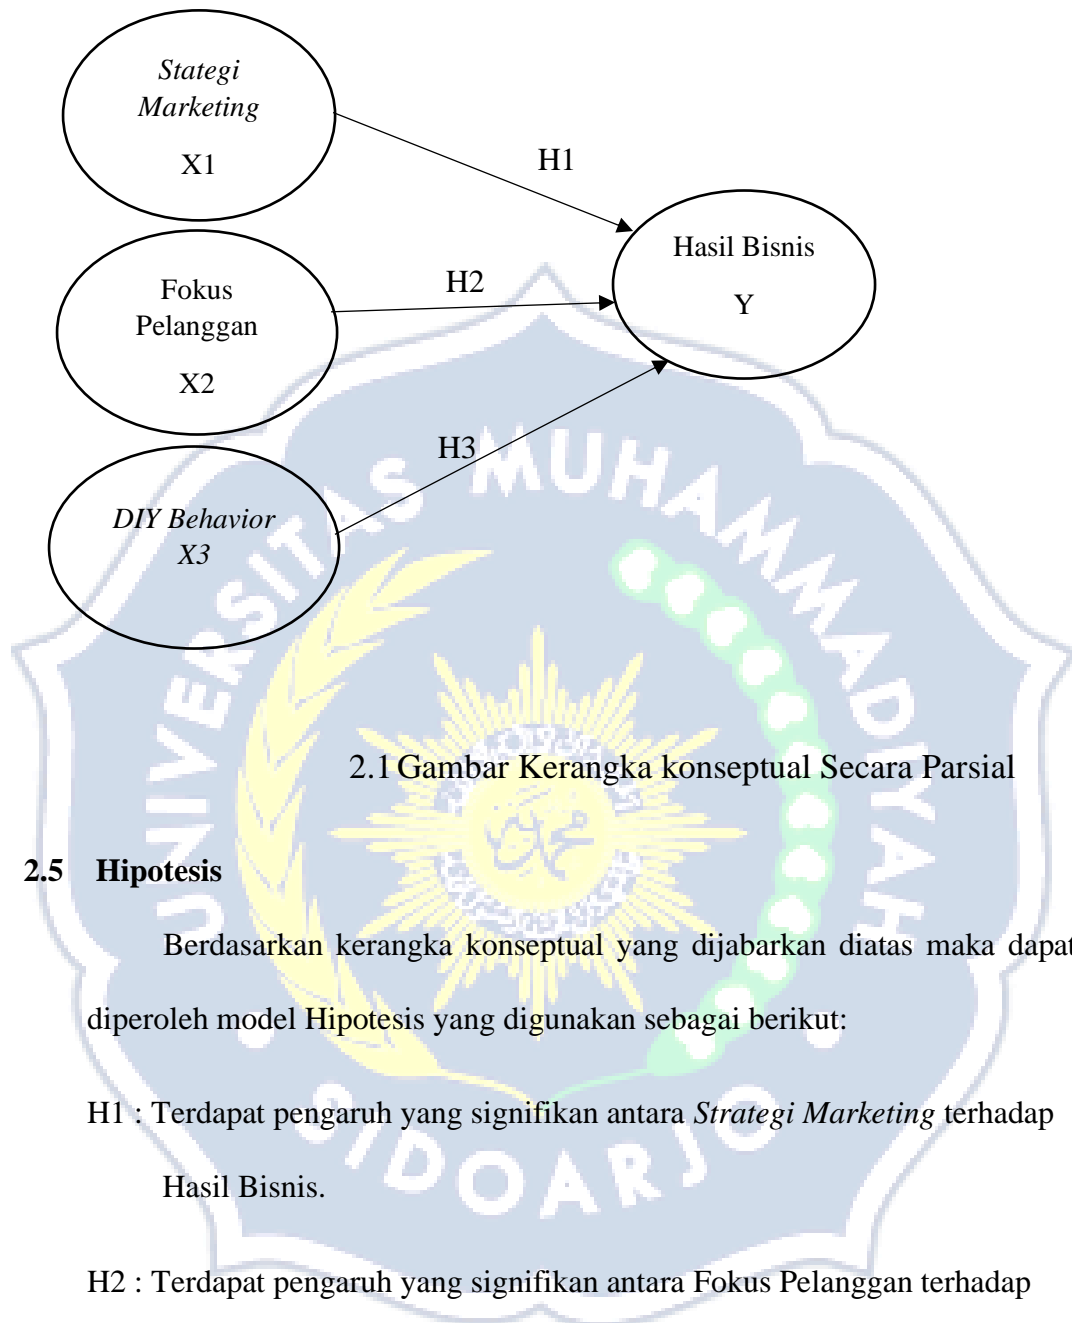 Stategi
Marketing
X1
H1
Hasil Bisnis
Y
Fokus
Pelanggan
X2
H2
H3
DIY Behavior
X3
UNIVERSITAS MUHAMMADIYAH
SIDOARJO
2.1 Gambar Kerangka konseptual Secara Parsial
2.5 Hipotesis
Berdasarkan kerangka konseptual yang dijabarkan diatas maka dapat
diperoleh model Hipotesis yang digunakan sebagai berikut:
H1 : Terdapat pengaruh yang signifikan antara Strategi Marketing terhadap
Hasil Bisnis.
H2 : Terdapat pengaruh yang signifikan antara Fokus Pelanggan terhadap